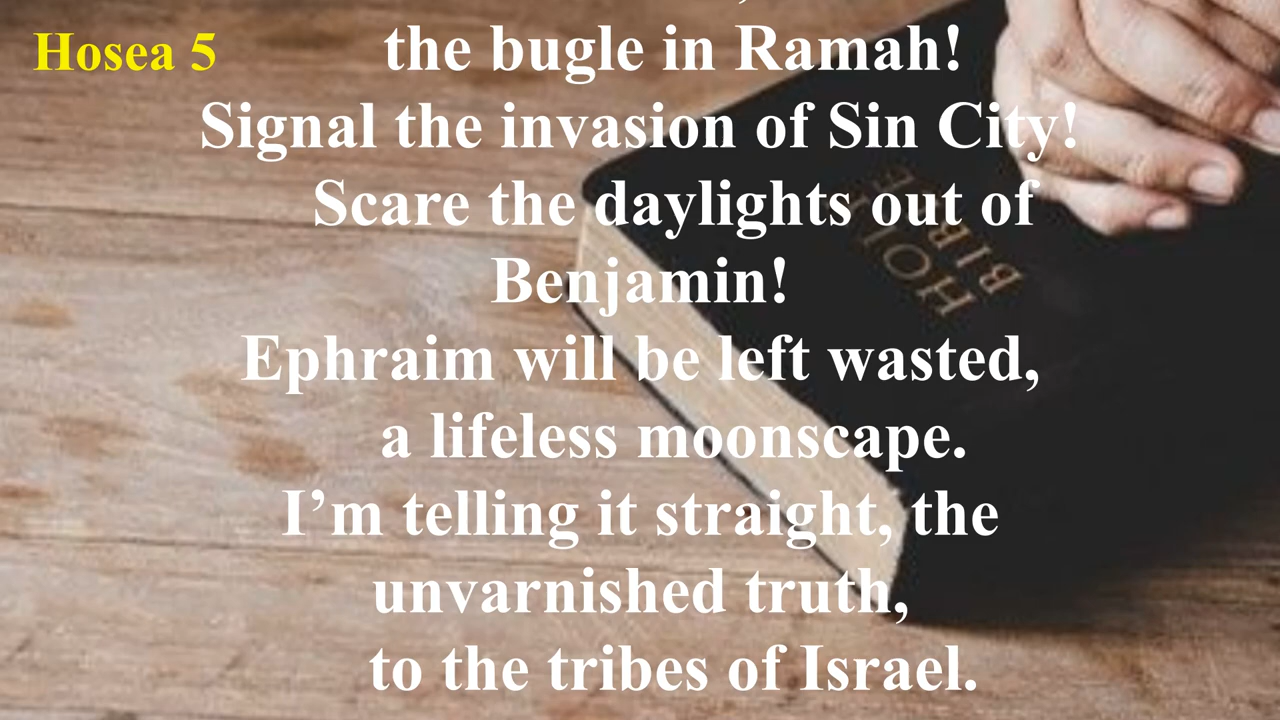 Hosea 5
the bugle in Ramah!
Signal the invasion of Sin City!
Scare the daylights out of
Benjamin!
Ephraim will be left wasted,
a lifeless moonscape.
I’m telling it straight, the
unvarnished truth,
to the tribes of Israel.
HOLY
BIBLE